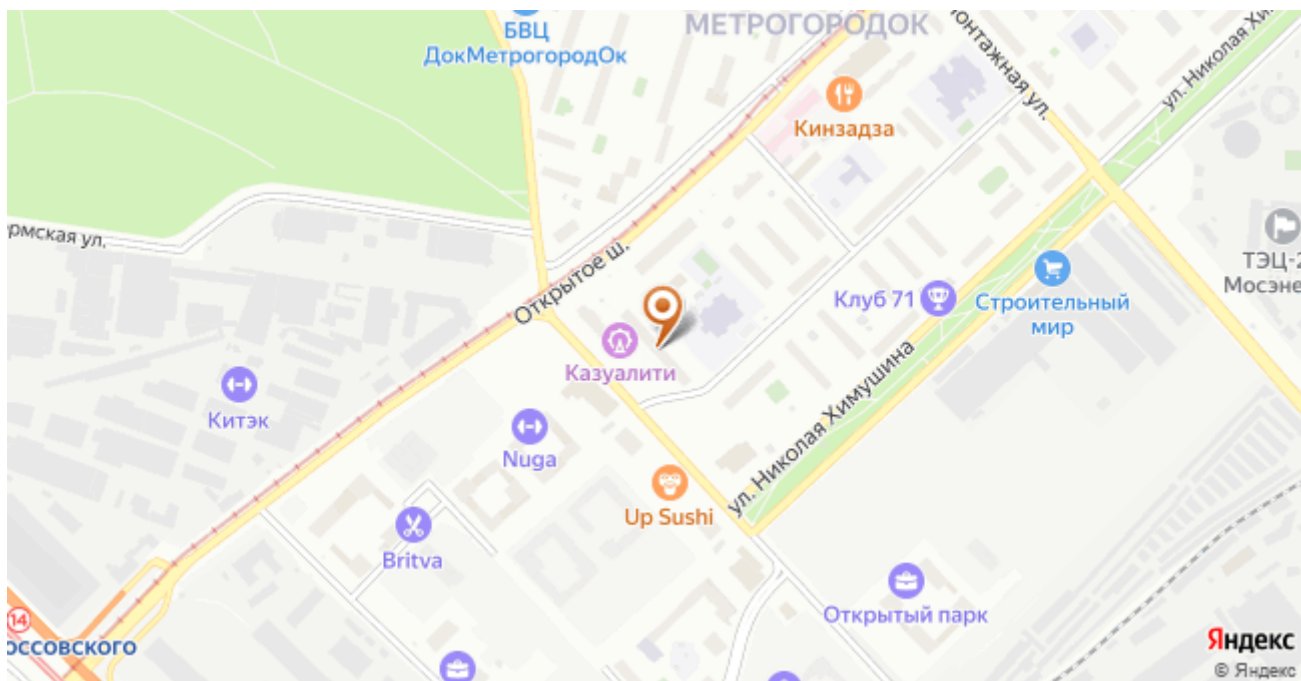 МЕТРОГОРОДОК
БВЦ
ДокМетрогородОк
Монтажная ул.
ул. Николая Хи
Кинзадза
рмская ул.
Открытое ш.
ТЭЦ-2
Мосэне
Клуб 71
Строительный
мир
Казуалити
Китэк
ул. Николая Химушина
Nuga
Up Sushi
Britva
Открытый парк
14
оссовского
Яндекс
© Яндекс